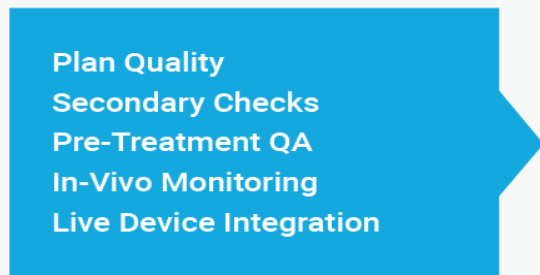 Plan Quality
Secondary Checks
Pre-Treatment QA
In-Vivo Monitoring
Live Device Integration